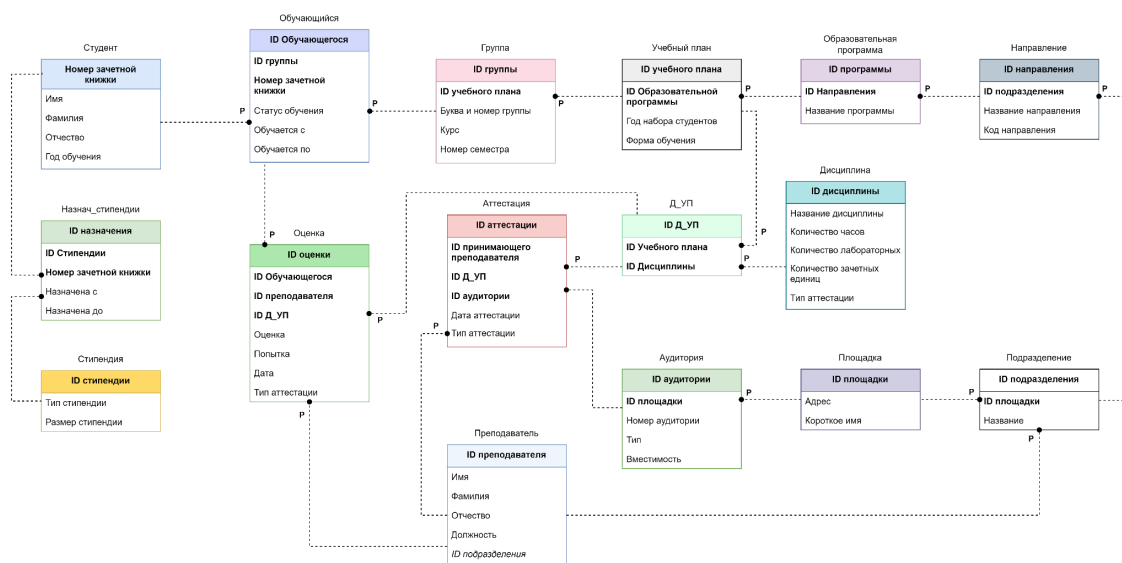 Обучающийся
ID Обучающегося
ID группы
Номер зачетной
книжки
Статус обучения
Обучается с
Обучается по
Студент
Номер зачетной
книжки
Имя
Фамилия
Отчество
Год обучения
P
P
Группа
ID группы
ID учебного плана
Буква и номер группы
Курс
Номер семестра
P
Учебный план
ID учебного плана
ID Образовательной
программы
Год набора студентов
Форма обучения
P
P
Образовательная
программа
ID программы
ID Направления
Название программы
P
Направление
ID направления
ID подразделения
Название направления
Код направления
P
Назнач_стипендии
ID назначения
ID Стипендии
Номер зачетной книжки
Назначена с
Назначена до
Стипендия
ID стипендии
Тип стипендии
Размер стипендии
P
Оценка
ID оценки
ID Обучающегося
ID преподавателя
ID Д_УП
Оценка
Попытка
Дата
Тип аттестации
P
P
Аттестация
ID аттестации
ID принимающего
преподавателя
ID Д_УП
ID аудитории
Дата аттестации
Тип аттестации
P
P
Д_УП
ID Д_УП
ID Учебного плана
ID Дисциплины
P
P
Дисциплина
ID дисциплины
Название дисциплины
Количество часов
Количество лабораторных
Количество зачетных
единиц
Тип аттестации
Аудитория
ID аудитории
ID площадки
Номер аудитории
Тип
Вместимость
P
Площадка
ID площадки
Адрес
Короткое имя
P
Подразделение
ID подразделения
ID площадки
Название
P
Преподаватель
ID преподавателя
Имя
Фамилия
Отчество
Должность
ID подразделения